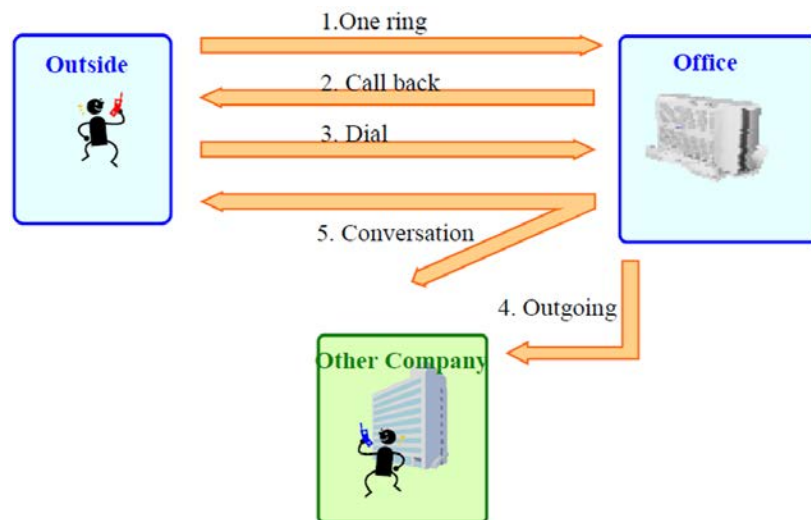 1.One ring
Outside
Office
2. Call back
3. Dial
5. Conversation
4. Outgoing
Other Company